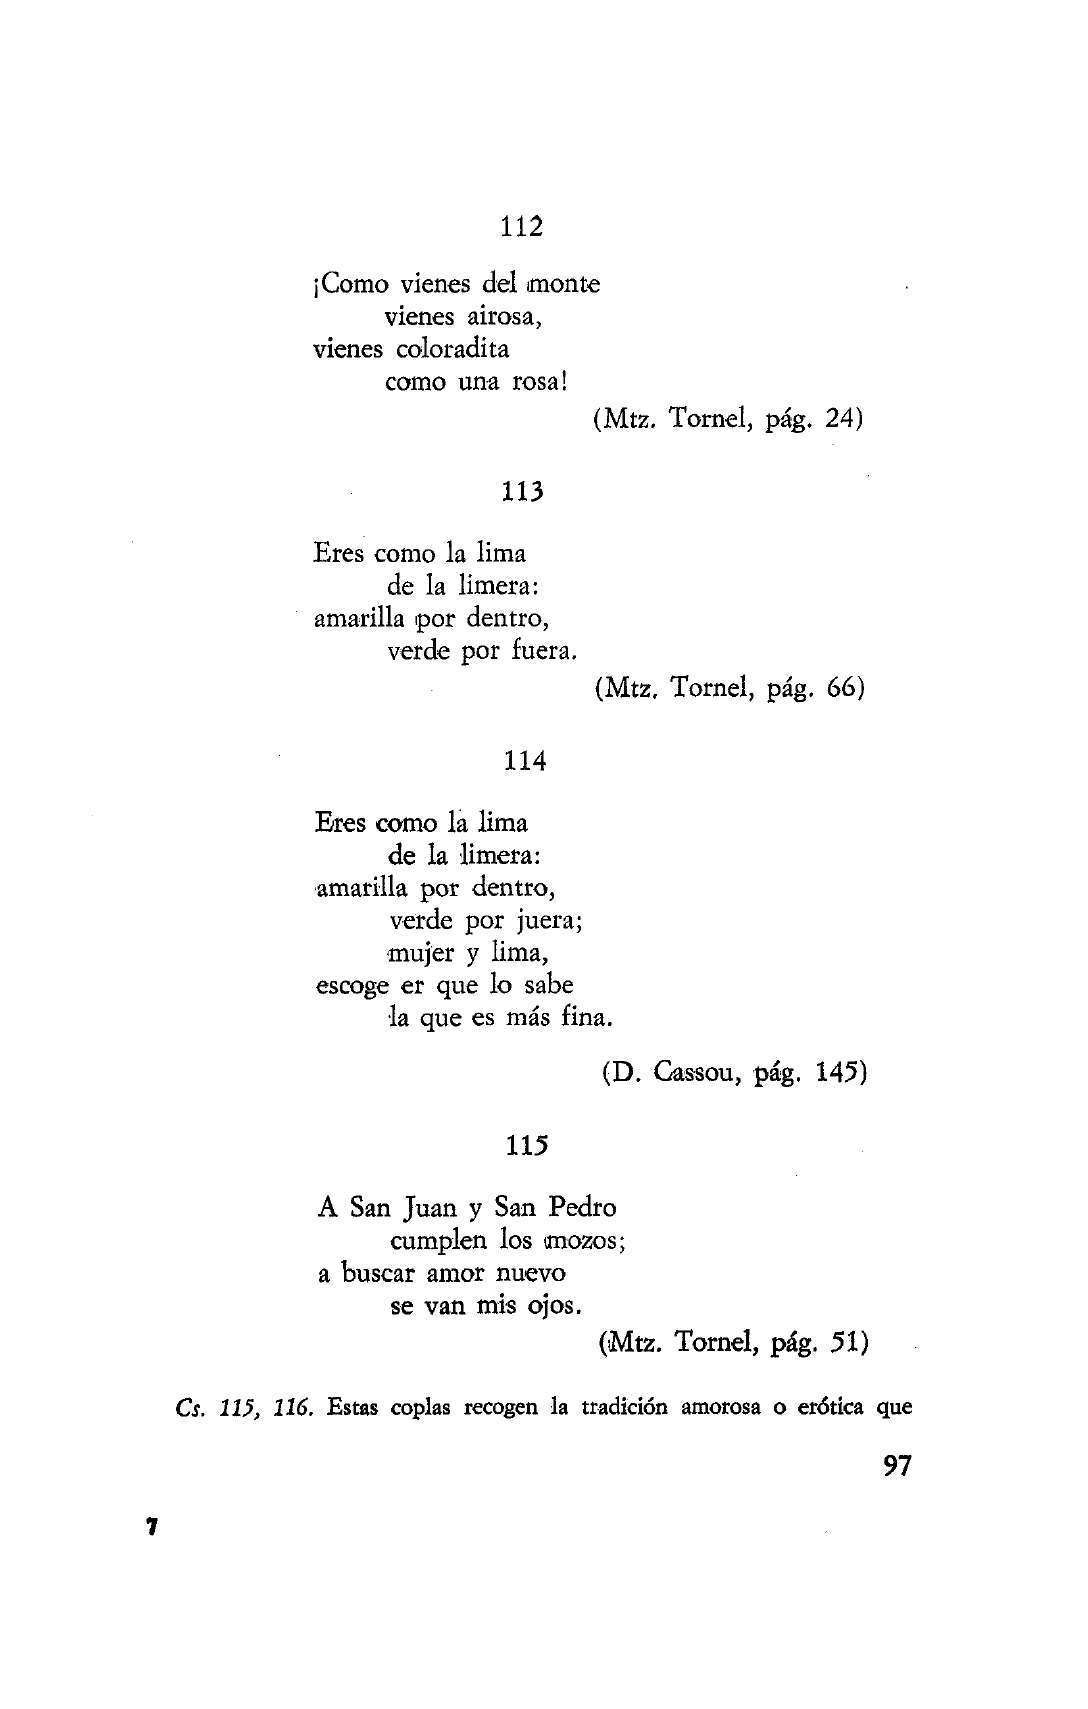 112
¡Como vienes del monte
vienes airosa,
vienes coloradita
como una rosa!
(Mtz. Tornel, pág. 24)
113
Eres como la lima
de la limera:
amarilla por dentro,
verde por fuera.
(Mtz. Tornel, pág. 66)
114
Eres como la lima
de la limera:
amarilla por dentro,
verde por juera;
mujer y lima,
escoge er que lo sabe
la que es más fina.
(D. Cassou, pág. 145)
115
A San Juan y San Pedro
cumplen los mozos;
a buscar amor nuevo
se van mis ojos.
(Mtz. Tornel, pág. 51)
Cs. 115, 116. Estas coplas recogen la tradición amorosa o erótica que
97
7